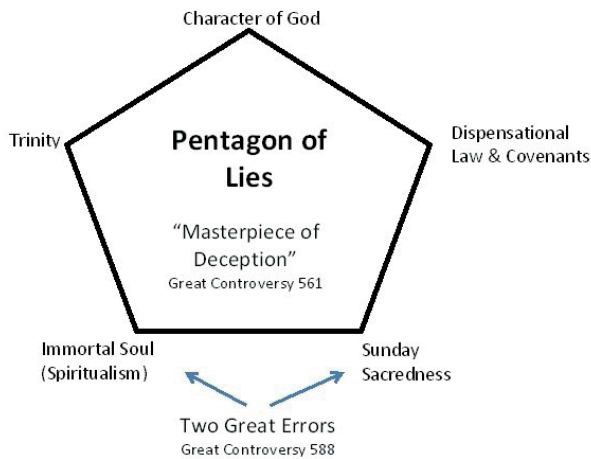 Character of God
Trinity
Dispensational
Law & Covenants
Pentagon of
Lies
“Masterpiece of
Deception”
Great Controversy 561
Immortal Soul
(Spiritualism)
Sunday
Sacredness
Two Great Errors
Great Controversy 588